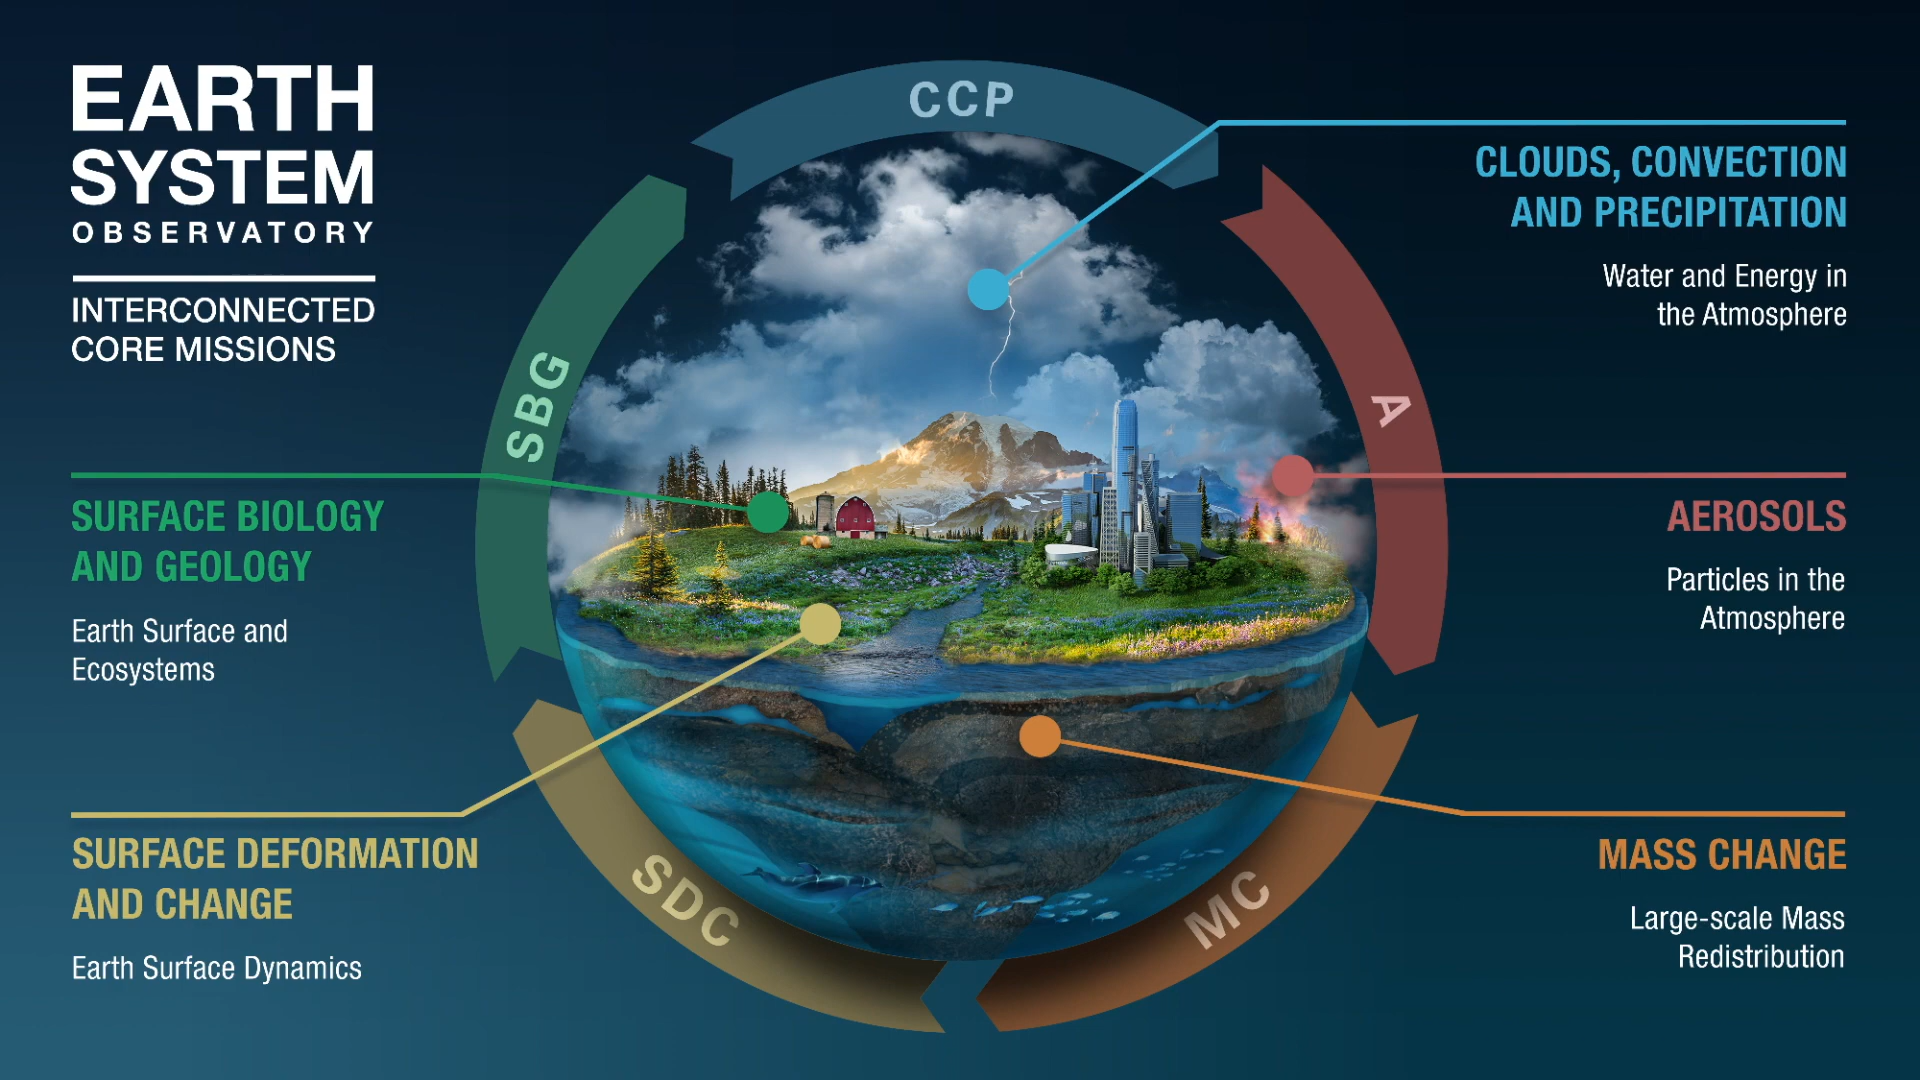 EARTH
SYSTEM
OBSERVATORY
INTERCONNECTED
CORE MISSIONS
CCP
CLOUDS, CONVECTION
AND PRECIPITATION
Water and Energy in
the Atmosphere
A
AEROSOLS
Particles in the
Atmosphere
MC
MASS CHANGE
Large-scale Mass
Redistribution
SDC
SURFACE DEFORMATION
AND CHANGE
Earth Surface Dynamics
SBG
SURFACE BIOLOGY
AND GEOLOGY
Earth Surface and
Ecosystems